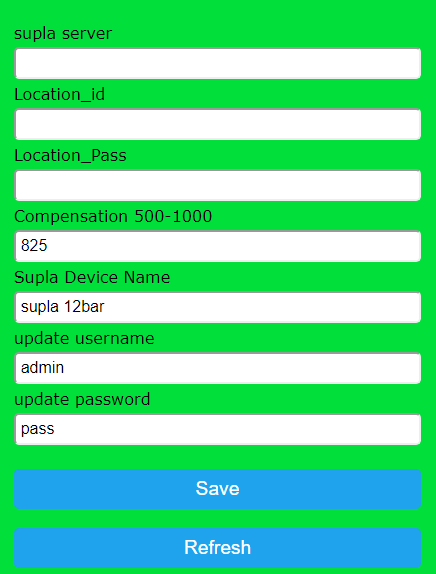 supla server
Location_id
Location_Pass
Compensation 500-1000
825
Supla Device Name
supla 12bar
update username
admin
update password
pass
Save
Refresh